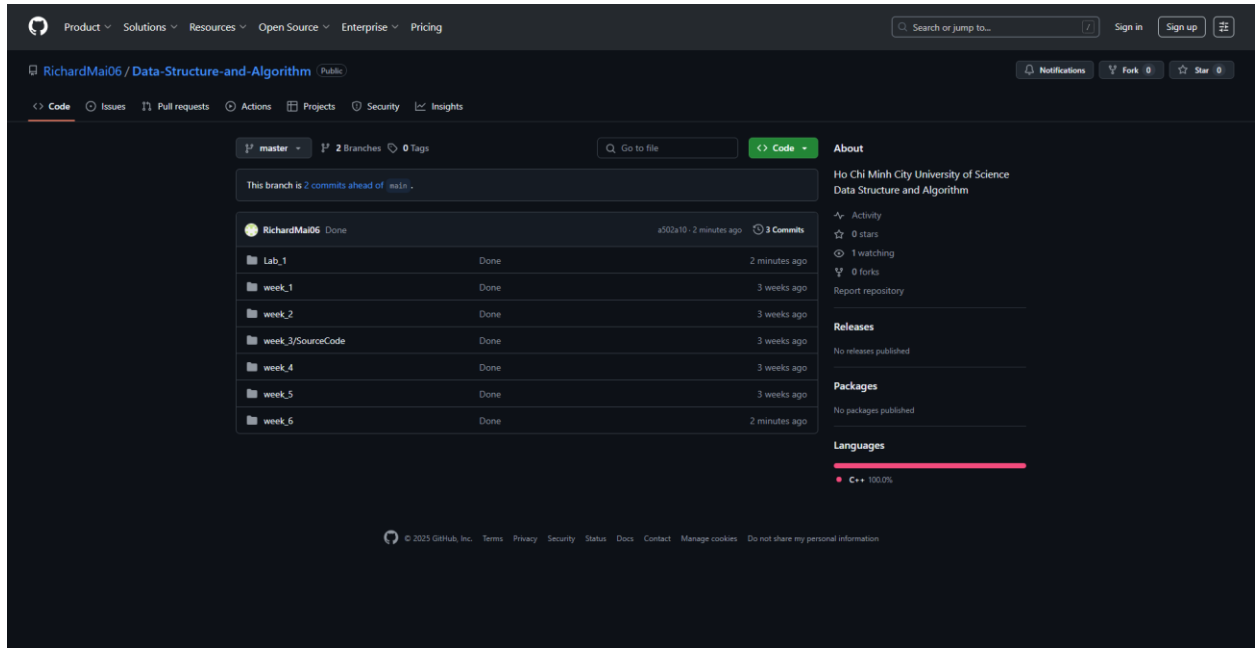 Product Solutions Resources Open Source Enterprise Pricing Search or jump to... / Sign in Sign up
RichardMai06 / Data-Structure-and-Algorithm Public Notifications Fork 0 Star 0
Code Issues Pull requests Actions Projects Security Insights
master 2 Branches 0 Tags Go to file Code
This branch is 2 commits ahead of main .
RichardMai06 Done a502a10 · 2 minutes ago 3 Commits
Lab_1 Done 2 minutes ago
week_1 Done 3 weeks ago
week_2 Done 3 weeks ago
week_3/SourceCode Done 3 weeks ago
week_4 Done 3 weeks ago
week_5 Done 3 weeks ago
week_6 Done 2 minutes ago
About
Ho Chi Minh City University of Science
Data Structure and Algorithm
Activity
0 stars
1 watching
0 forks
Report repository
Releases
No releases published
Packages
No packages published
Languages
C++ 100.0%
© 2025 GitHub, Inc. Terms Privacy Security Status Docs Contact Manage cookies Do not share my personal information